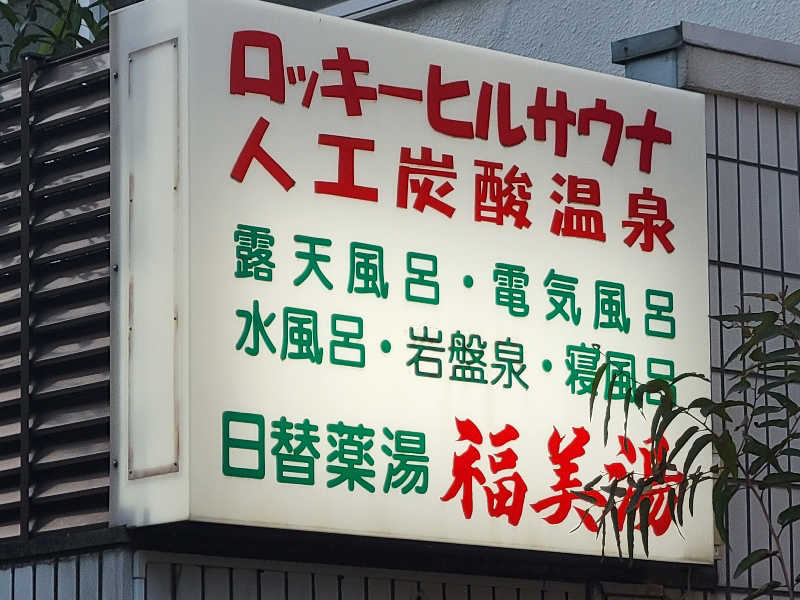 ロッキーヒルサウナ
人工炭酸温泉
露天風呂・電気風呂
水風呂・岩盤泉・寝風呂
日替薬湯 福美湯